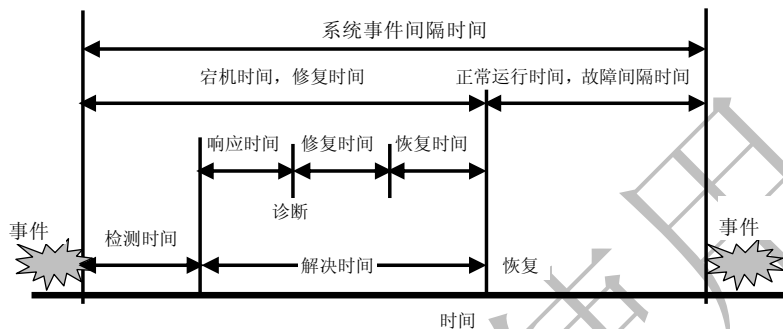 系统事件间隔时间
宕机时间，修复时间
正常运行时间，故障间隔时间
响应时间
修复时间
恢复时间
诊断
事件
检测时间
解决时间
恢复
事件
时间